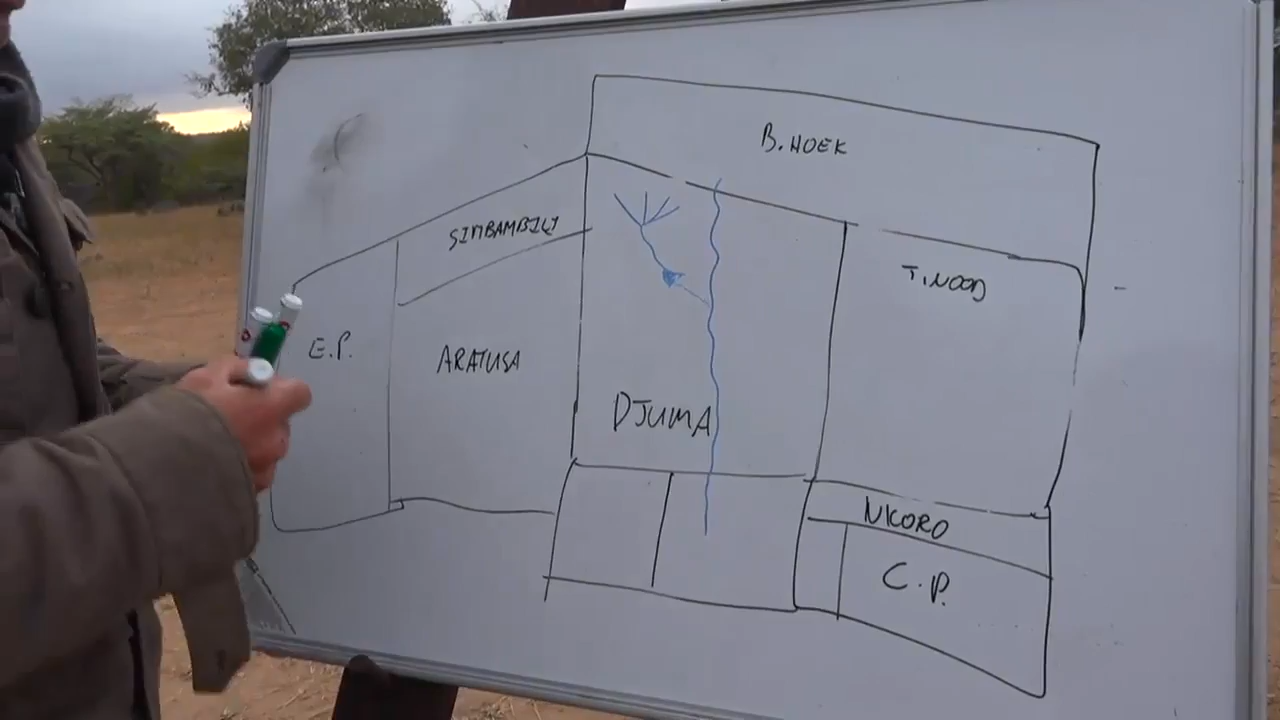 B. HOEK
SIMBAMBILI
T. NOOD
E.P.
ARATUSA
DJUMA
NKORO
C.P.